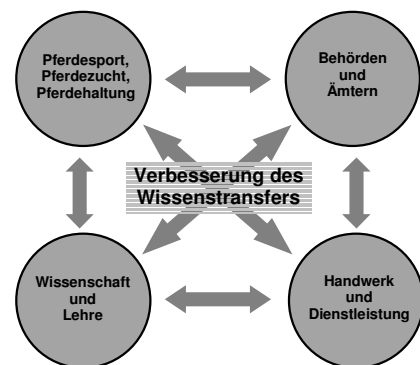 Pferdesport,
Pferdezucht,
Pferdehaltung
Behörden
und
Ämtern
Verbesserung des
Wissenstransfers
Wissenschaft
und
Lehre
Handwerk
und
Dienstleistung